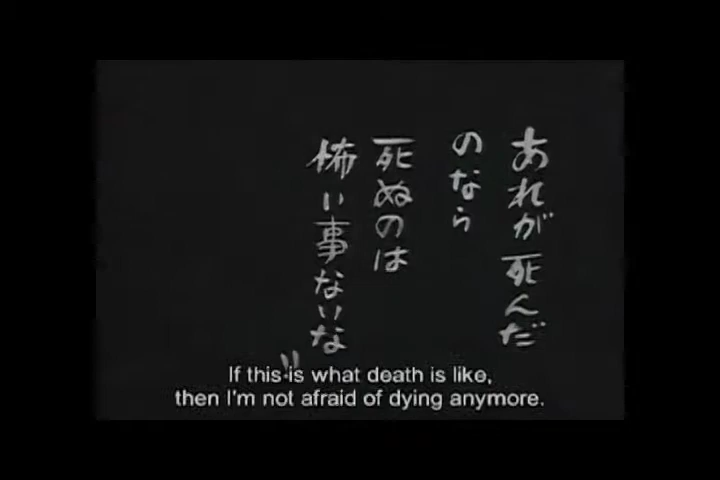 あれが死んだ
のなら
死ぬのは
怖い事ないな〃
If this is what death is like,
then I'm not afraid of dying anymore.